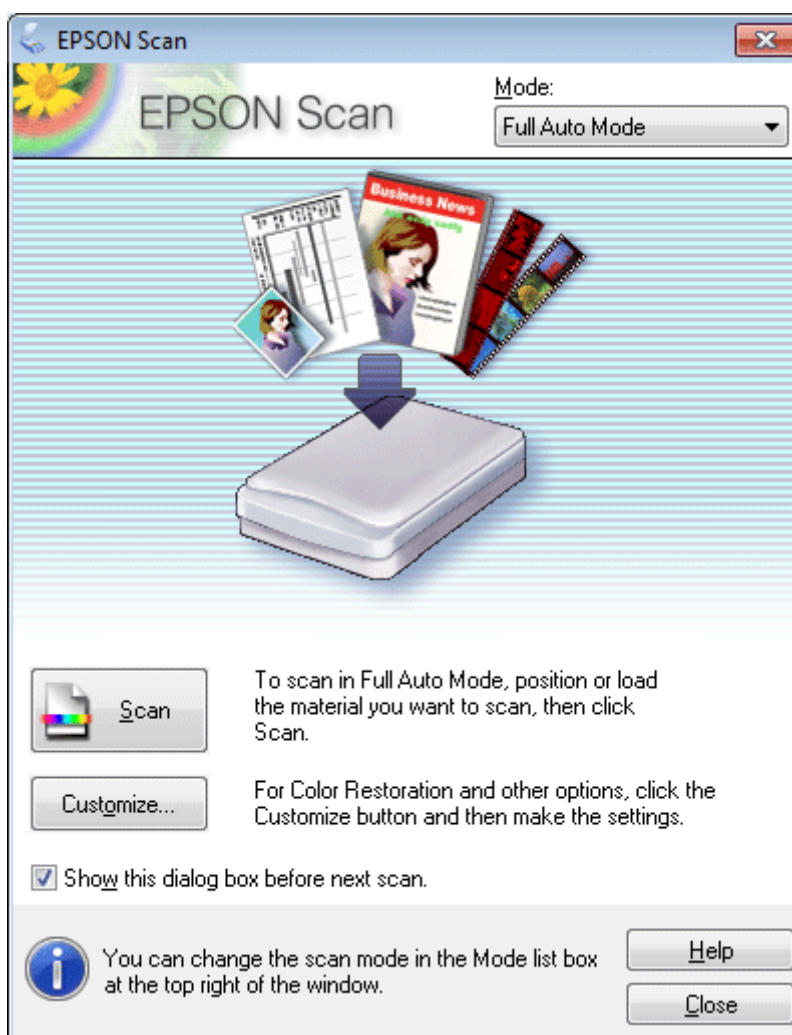 EPSON Scan
EPSON Scan
Mode:
Full Auto Mode
Business News
Scan
To scan in Full Auto Mode, position or load
the material you want to scan, then click
Scan.
Customize...
For Color Restoration and other options, click the
Customize button and then make the settings.
Show this dialog box before next scan.
You can change the scan mode in the Mode list box
at the top right of the window.
Help
Close